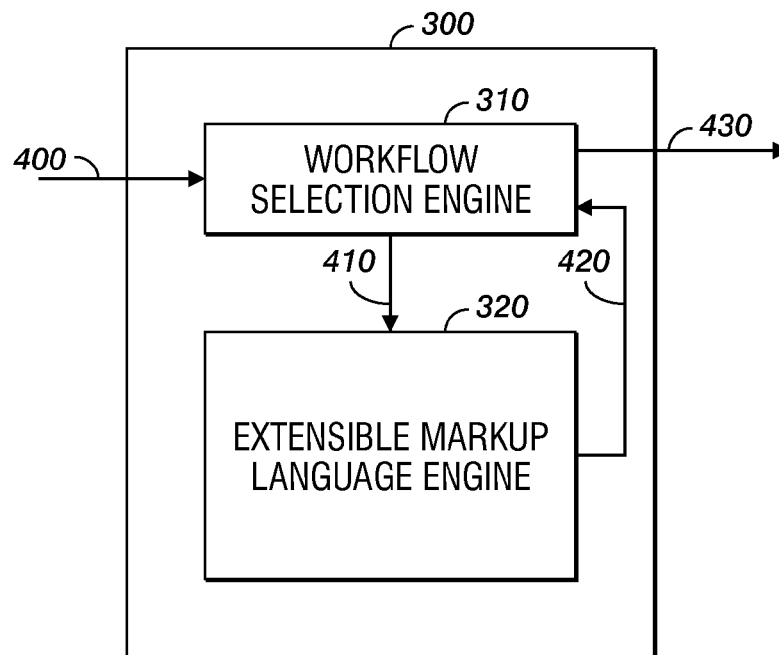 300
310
430
400
WORKFLOW
SELECTION ENGINE
410
420
320
EXTENSIBLE MARKUP
LANGUAGE ENGINE